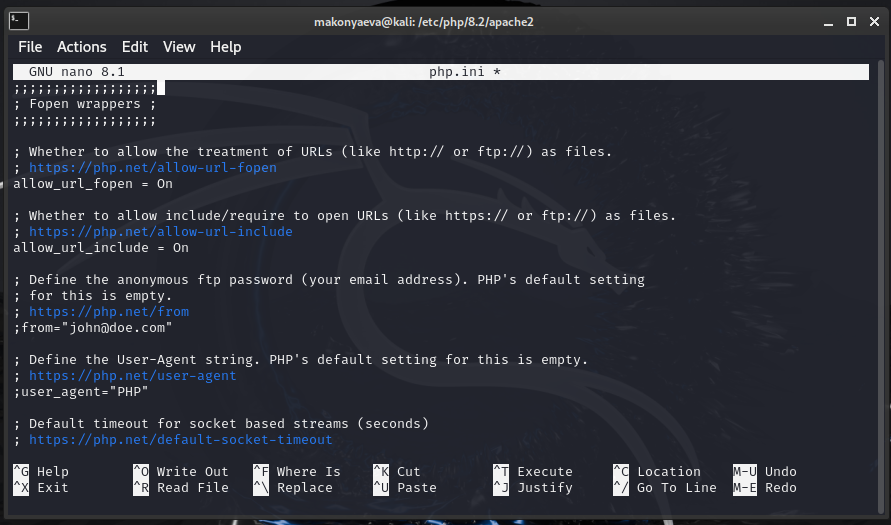 makonyaeva@kali: /etc/php/8.2/apache2
File Actions Edit View Help
GNU nano 8.1 php.ini *
;;;;;;;;;;;;;;;;;;
; Fopen wrappers ;
;;;;;;;;;;;;;;;;;;
; Whether to allow the treatment of URLs (like http:// or ftp://) as files.
; https://php.net/allow-url-fopen
allow_url_fopen = On
; Whether to allow include/require to open URLs (like https:// or ftp://) as files.
; https://php.net/allow-url-include
allow_url_include = On
; Define the anonymous ftp password (your email address). PHP's default setting
; for this is empty.
; https://php.net/from
;from="john@doe.com"
; Define the User-Agent string. PHP's default setting for this is empty.
; https://php.net/user-agent
;user_agent="PHP"
; Default timeout for socket based streams (seconds)
; https://php.net/default-socket-timeout
^G Help ^O Write Out ^F Where Is ^K Cut ^T Execute ^C Location M-U Undo
^X Exit ^R Read File ^\ Replace ^U Paste ^J Justify ^/ Go To Line M-E Redo